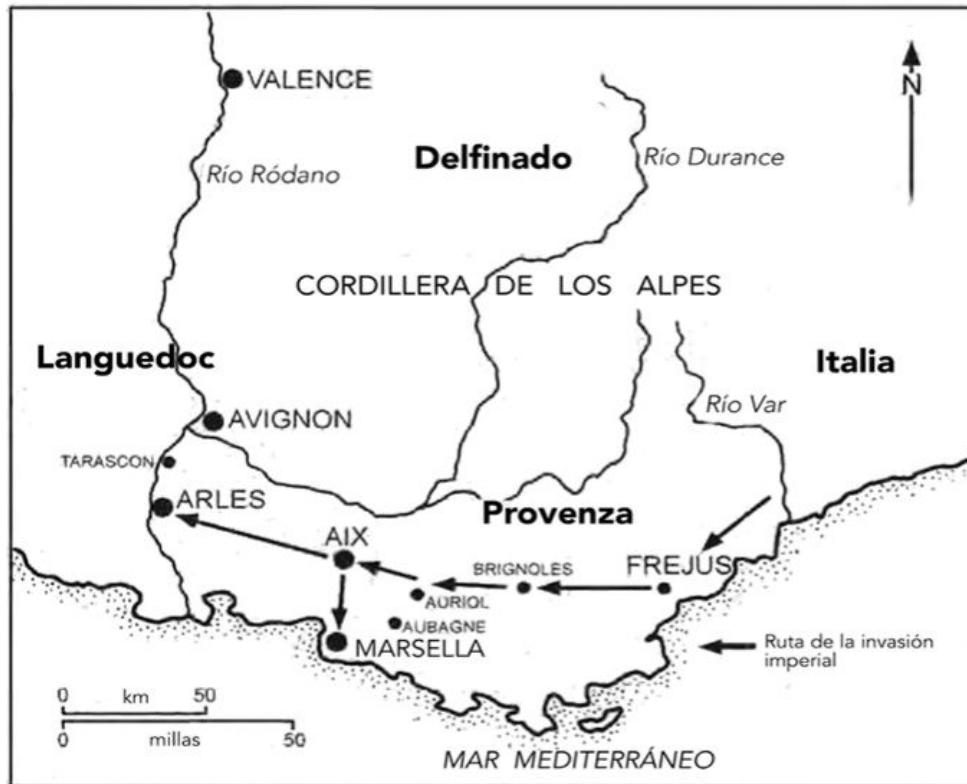 VALENCE
N
Delfinado
Río Durance
Río Ródano
CORDILLERA DE LOS ALPES
Languedoc
Italia
Río Var
AVIGNON
TARASCON
ARLES
Provenza
AIX
BRIGNOLES
FREJUS
AURIOL
AUBAGNE
MARSELLA
Ruta de la invasión
imperial
0 km 50
0 millas 50
MAR MEDITERRÁNEO